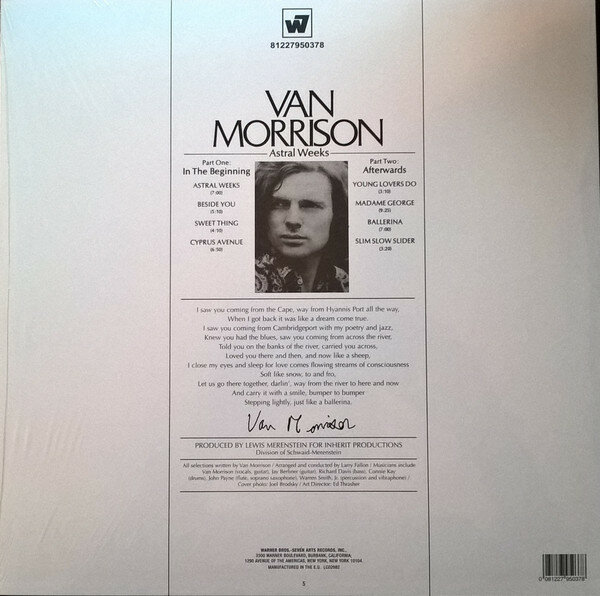 W7
81227950378
VAN
MORRISON
Astral Weeks
Part One:
In The Beginning
ASTRAL WEEKS
(7:00)
BESIDE YOU
(5:10)
SWEET THING
(4:10)
CYPRUS AVENUE
(6:50)
Part Two:
Afterwards
YOUNG LOVERS DO
(3:10)
MADAME GEORGE
(9:25)
BALLERINA
(7:00)
SLIM SLOW SLIDER
(3:20)
I saw you coming from the Cape, way from Hyannis Port all the way,
When I got back it was like a dream come true.
I saw you coming from Cambridgeport with my poetry and jazz,
Knew you had the blues, saw you coming from across the river,
Told you on the banks of the river, carried you across,
Loved you there and then, and now like a sheep,
I close my eyes and sleep for love comes flowing streams of consciousness
Soft like snow, to and fro,
Let us go there together, darlin', way from the river to here and now
And carry it with a smile, bumper to bumper
Stepping lightly, just like a ballerina.
Van Morrison
PRODUCED BY LEWIS MERENSTEIN FOR INHERIT PRODUCTIONS
Division of Schwaid-Merenstein
All selections written by Van Morrison / Arranged and conducted by Larry Fallon / Musicians include
Van Morrison (vocals, guitar), Jay Berliner (guitar), Richard Davis (bass), Connie Kay
(drums), John Payne (flute, soprano saxophone), Warren Smith, Jr. (percussion and vibraphone) /
Cover photo: Joel Brodsky / Art Director: Ed Thrasher
WARNER BROS.-SEVEN ARTS RECORDS, INC.,
3300 WARNER BOULEVARD, BURBANK, CALIFORNIA;
1290 AVENUE OF THE AMERICAS, NEW YORK, NEW YORK 10104.
MANUFACTURED IN THE E.U. LC02982
S
0 081227 950378